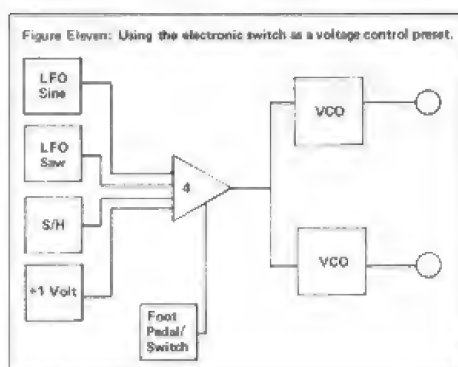 Figure Eleven: Using the electronic switch as a voltage control preset.
LFO
Sine
LFO
Saw
S/H
+1 Volt
4
Foot
Pedal/
Switch
VCO
VCO